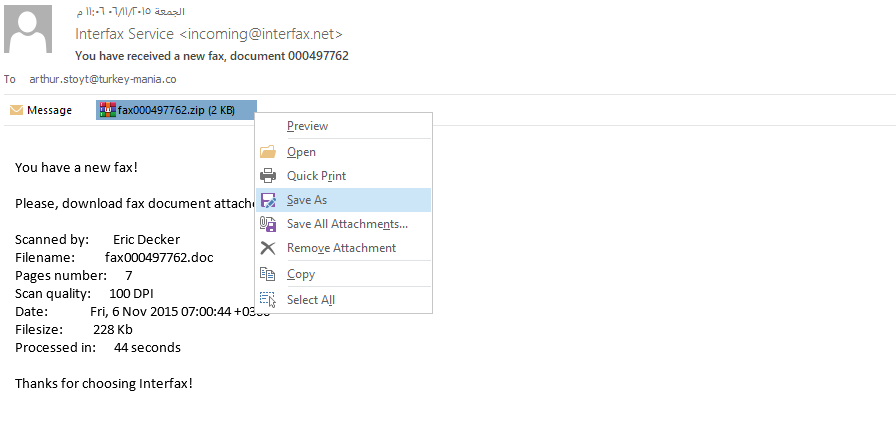 الجمعة ٠٦/١١/٢٠١٥ ١١:٠٦ م
Interfax Service <incoming@interfax.net>
You have received a new fax, document 000497762
To arthur.stoyt@turkey-mania.co
Message fax000497762.zip (2 KB)
Preview
Open
Quick Print
Save As
Save All Attachments...
Remove Attachment
Copy
Select All
You have a new fax!
Please, download fax document attache
Scanned by: Eric Decker
Filename: fax000497762.doc
Pages number: 7
Scan quality: 100 DPI
Date: Fri, 6 Nov 2015 07:00:44 +0300
Filesize: 228 Kb
Processed in: 44 seconds
Thanks for choosing Interfax!